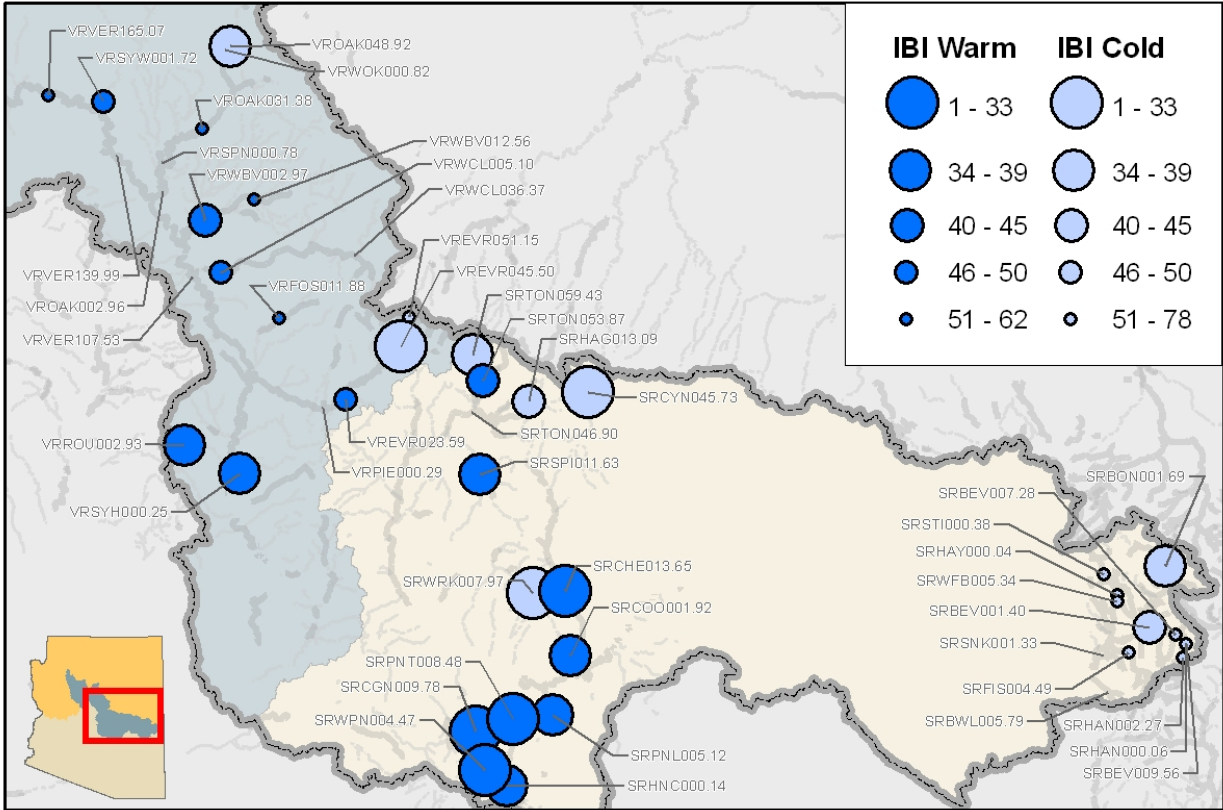 IBI Warm
IBI Cold
1 - 33
1 - 33
34 - 39
34 - 39
40 - 45
40 - 45
46 - 50
46 - 50
51 - 62
51 - 78
VRVER165.07
VRSYW001.72
VROAK048.92
VRWOK000.82
VROAK031.38
VRSPN000.78
VRWBV002.97
VRWBV012.56
VRWCL005.10
VRWCL036.37
VREVR051.15
VREVR045.50
VRVER139.99
VROAK002.96
VRVER107.53
VRFOS011.88
SRTON059.43
SRTON053.87
SRHAG013.09
SRCYN045.73
SRTON046.90
VRROU002.93
VREVR023.59
VRPIE000.29
SRSPI011.63
VRSYH000.25
SRBON001.69
SRBEV007.28
SRSTI000.38
SRHAY000.04
SRWFB005.34
SRBEV001.40
SRSNK001.33
SRFIS004.49
SRBWL005.79
SRHAN002.27
SRHAN000.06
SRBEV009.56
SRWRK007.97
SRCHE013.65
SRCOO001.92
SRPNT008.48
SRCGN009.78
SRWPN004.47
SRPNL005.12
SRHNC000.14